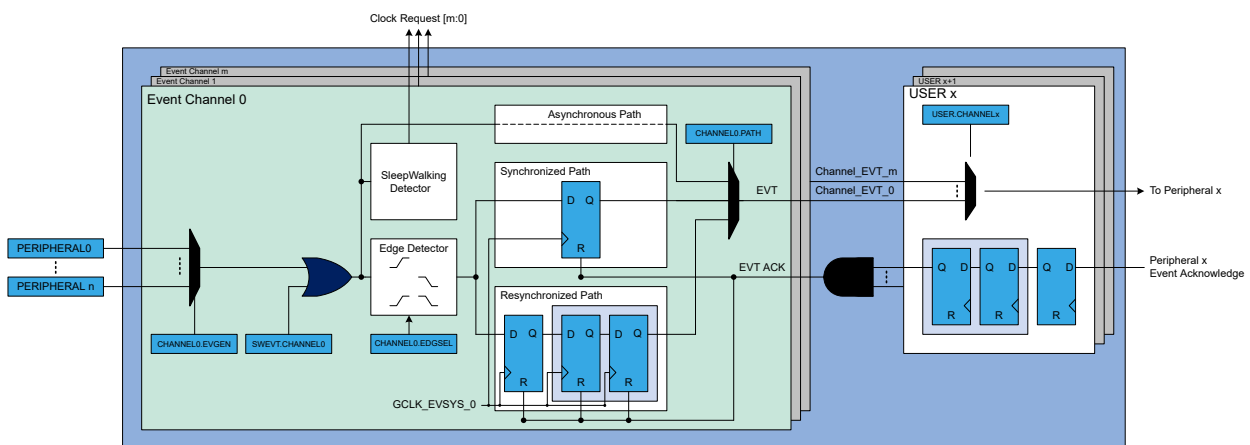 Clock Request [m:0]
Event Channel m
Event Channel 1
Event Channel 0
USER x+1
USER x
Asynchronous Path
CHANNEL0.PATH
USER.CHANNELx
SleepWalking
Detector
Synchronized Path
D Q
R
EVT
Channel_EVT_m
Channel_EVT_0
To Peripheral x
PERIPHERAL0
PERIPHERAL n
Edge Detector
EVT ACK
Q D
R
Q D
R
Q D
R
Peripheral x
Event Acknowledge
Resynchronized Path
D Q
R
D Q
R
D Q
R
CHANNEL0.EVGEN
SWEVT.CHANNEL0
CHANNEL0.EDGSEL
GCLK_EVSYS_0